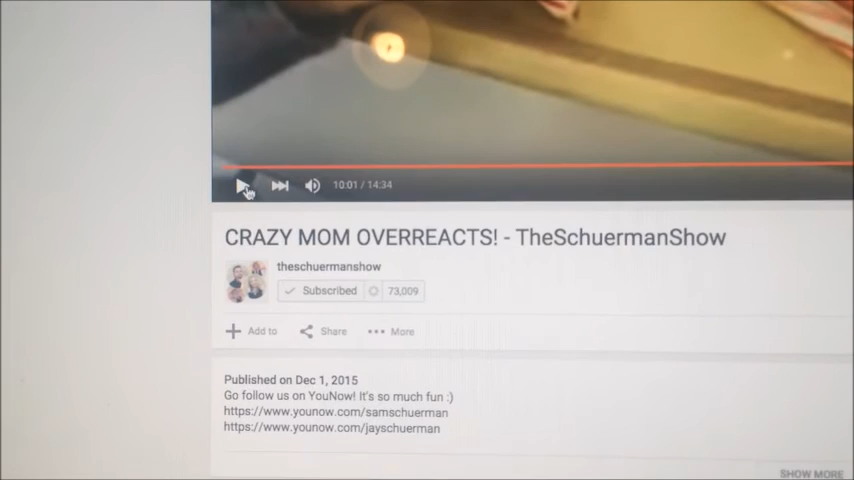 10:01 / 14:34
CRAZY MOM OVERREACTS! - TheSchuermanShow
theschuermanshow
Subscribed 73,009
Add to Share More
Published on Dec 1, 2015
Go follow us on YouNow! It's so much fun :)
https://www.younow.com/samschuerman
https://www.younow.com/jayschuerman
SHOW MORE